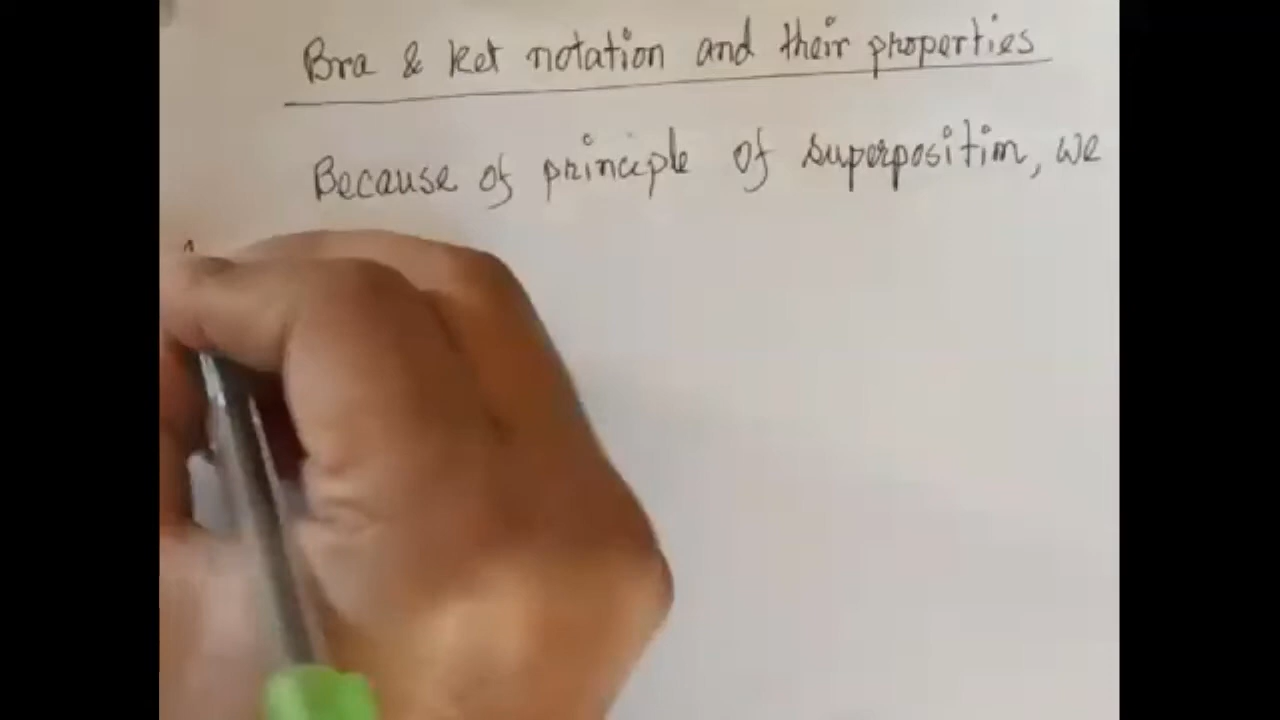 Bra & ket notation and their properties
Because of principle of superposition, we